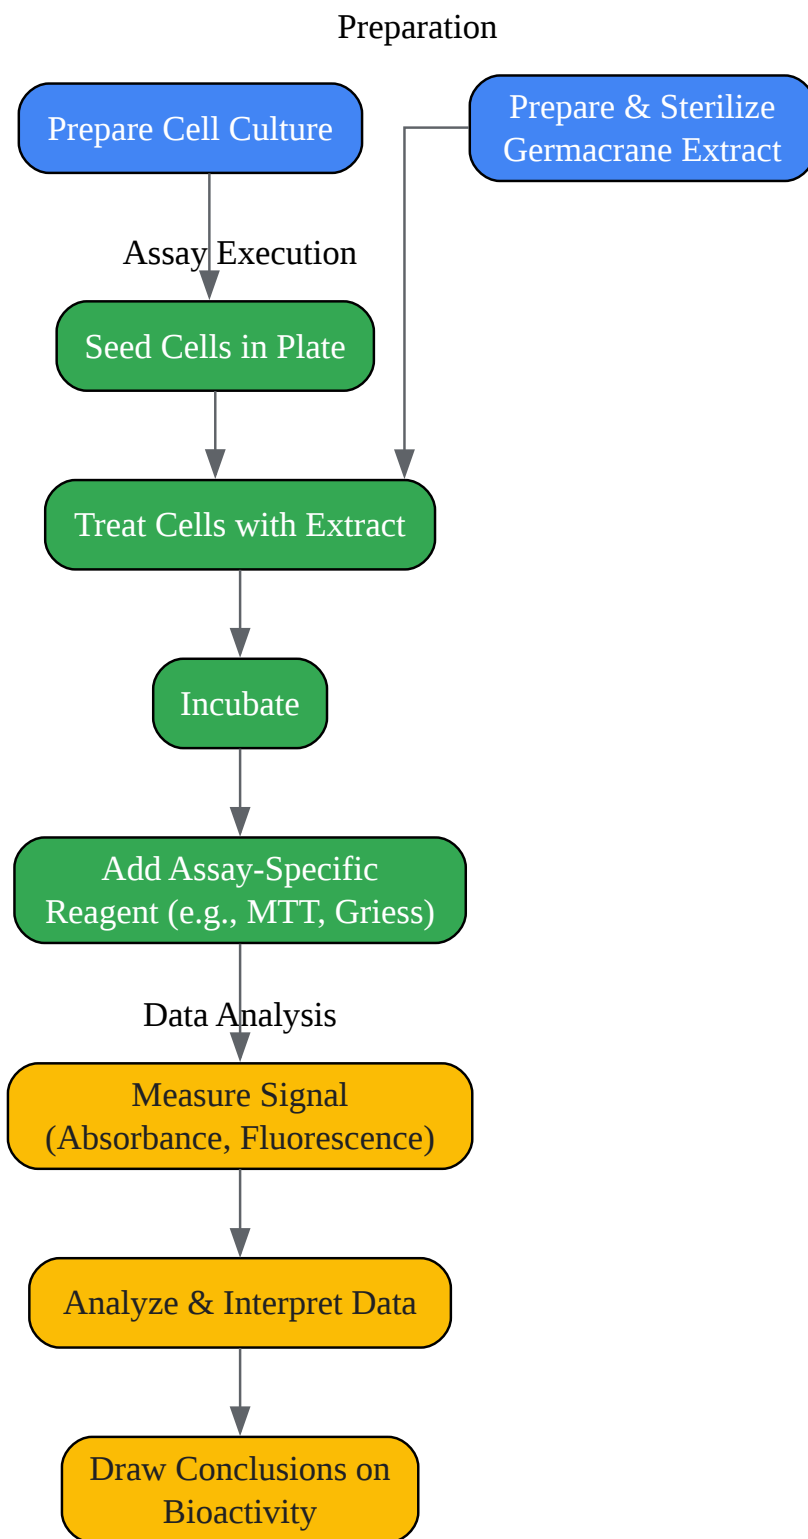 Preparation
Prepare Cell Culture
Prepare & Sterilize
Germacrane Extract
Assay Execution
Seed Cells in Plate
Treat Cells with Extract
Incubate
Add Assay-Specific
Reagent (e.g., MTT, Griess)
Data Analysis
Measure Signal
(Absorbance, Fluorescence)
Analyze & Interpret Data
Draw Conclusions on
Bioactivity